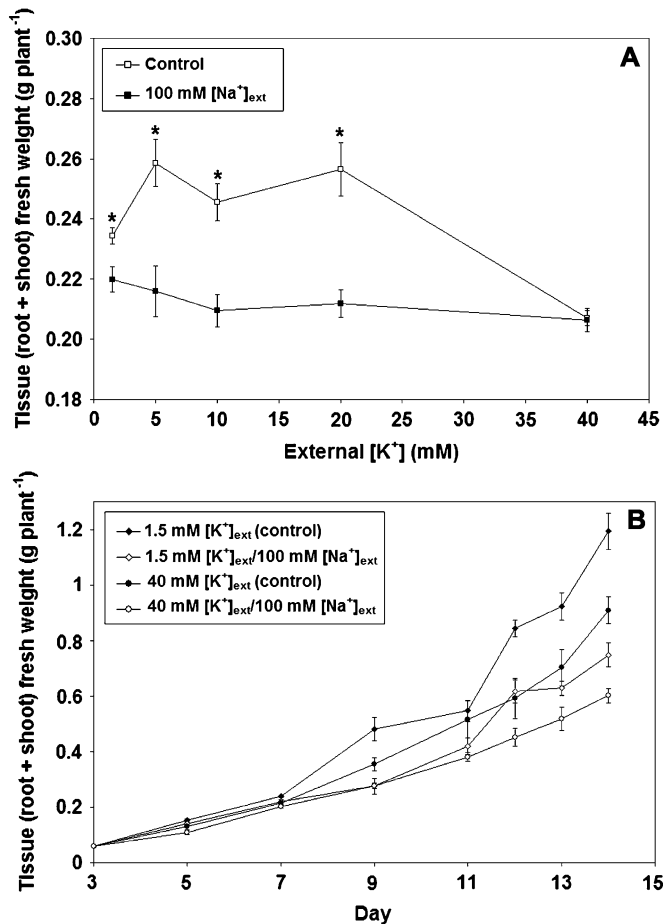 A
Control
100 mM [Na⁺]ext
Tissue (root + shoot) fresh weight (g plant⁻¹)
0.30
0.28
0.26
0.24
0.22
0.20
0.18
* * * *
0 5 10 15 20 25 30 35 40 45
External [K⁺] (mM)
B
1.5 mM [K⁺]ext (control)
1.5 mM [K⁺]ext/100 mM [Na⁺]ext
40 mM [K⁺]ext (control)
40 mM [K⁺]ext/100 mM [Na⁺]ext
Tissue (root + shoot) fresh weight (g plant⁻¹)
1.2
1
0.8
0.6
0.4
0.2
0
3 5 7 9 11 13 15
Day